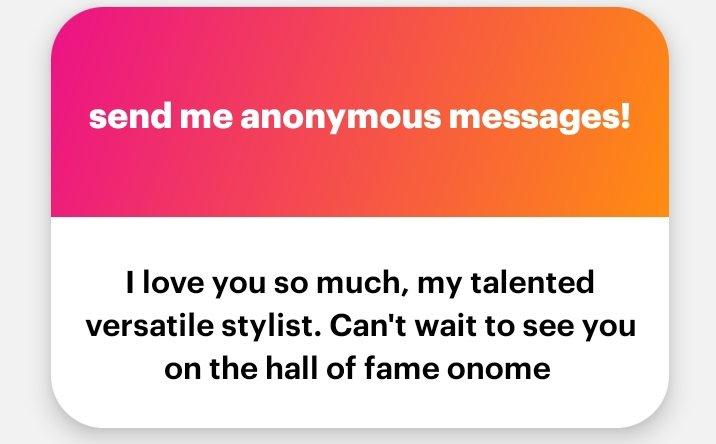 send me anonymous messages!
I love you so much, my talented
versatile stylist. Can't wait to see you
on the hall of fame onome